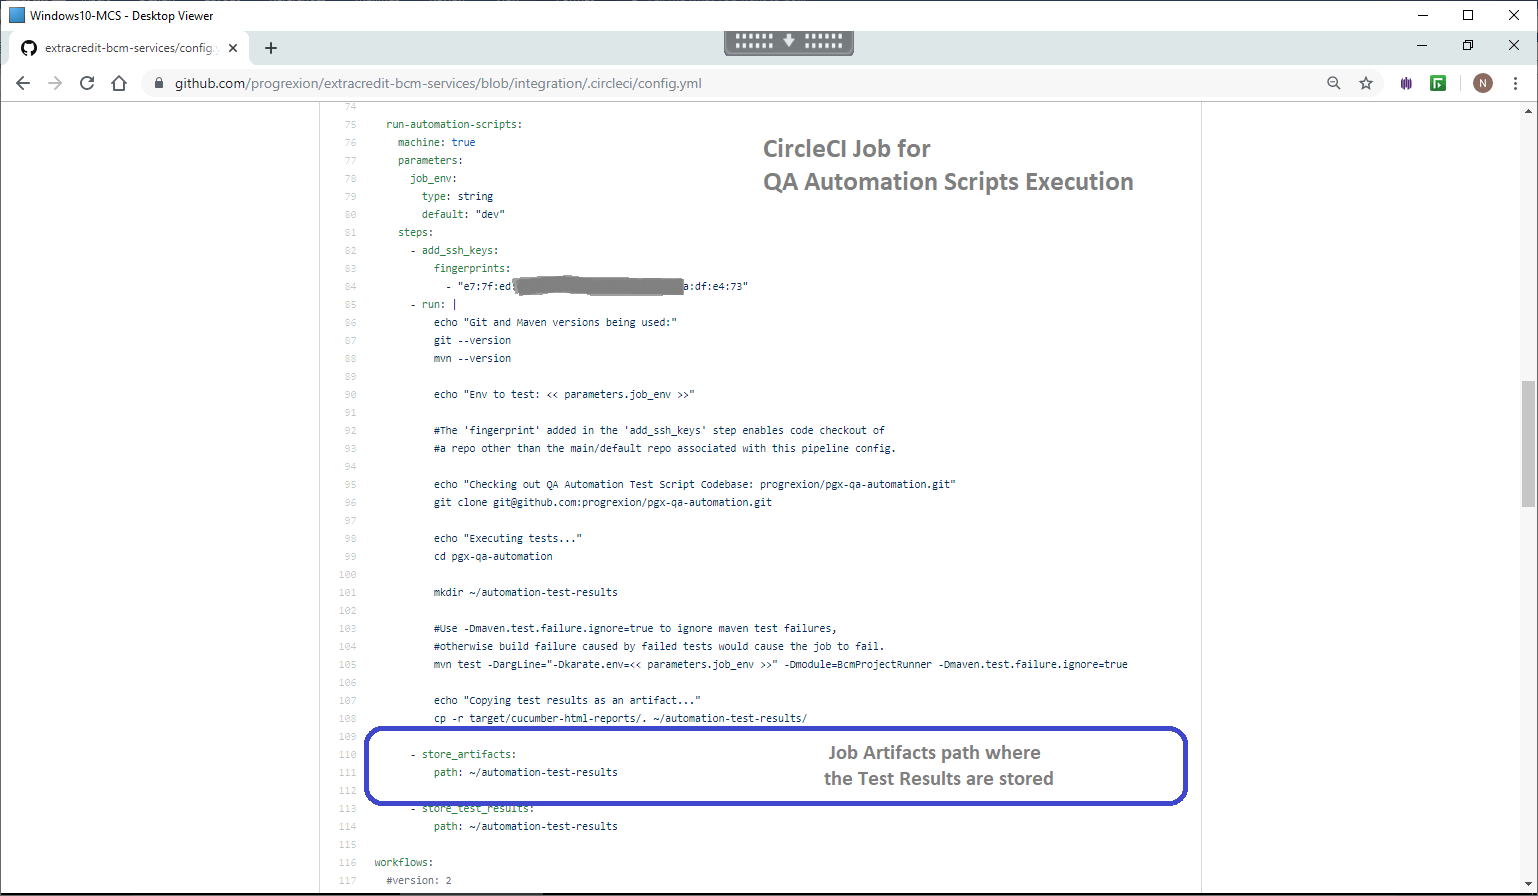 Windows10-MCS - Desktop Viewer
extracredit-bcm-services/config.y
github.com/progrexion/extracredit-bcm-services/blob/integration/.circleci/config.yml
N
74
75 run-automation-scripts:
76 machine: true
77 parameters:
78 job_env:
79 type: string
80 default: "dev"
81 steps:
82 - add_ssh_keys:
83 fingerprints:
84 - "e7:7f:ed: a:df:e4:73"
85 - run: |
86 echo "Git and Maven versions being used:"
87 git --version
88 mvn --version
89
90 echo "Env to test: << parameters.job_env >>"
91
92 #The 'fingerprint' added in the 'add_ssh_keys' step enables code checkout of
93 #a repo other than the main/default repo associated with this pipeline config.
94
95 echo "Checking out QA Automation Test Script Codebase: progrexion/pgx-qa-automation.git"
96 git clone git@github.com:progrexion/pgx-qa-automation.git
97
98 echo "Executing tests..."
99 cd pgx-qa-automation
100
101 mkdir ~/automation-test-results
102
103 #Use -Dmaven.test.failure.ignore=true to ignore maven test failures,
104 #otherwise build failure caused by failed tests would cause the job to fail.
105 mvn test -DargLine="-Dkarate.env=<< parameters.job_env >>" -Dmodule=BcmProjectRunner -Dmaven.test.failure.ignore=true
106
107 echo "Copying test results as an artifact..."
108 cp -r target/cucumber-html-reports/. ~/automation-test-results/
109
110 - store_artifacts:
111 path: ~/automation-test-results
112
113 - store_test_results:
114 path: ~/automation-test-results
115
116 workflows:
117 #version: 2
CircleCI Job for
QA Automation Scripts Execution
Job Artifacts path where
the Test Results are stored